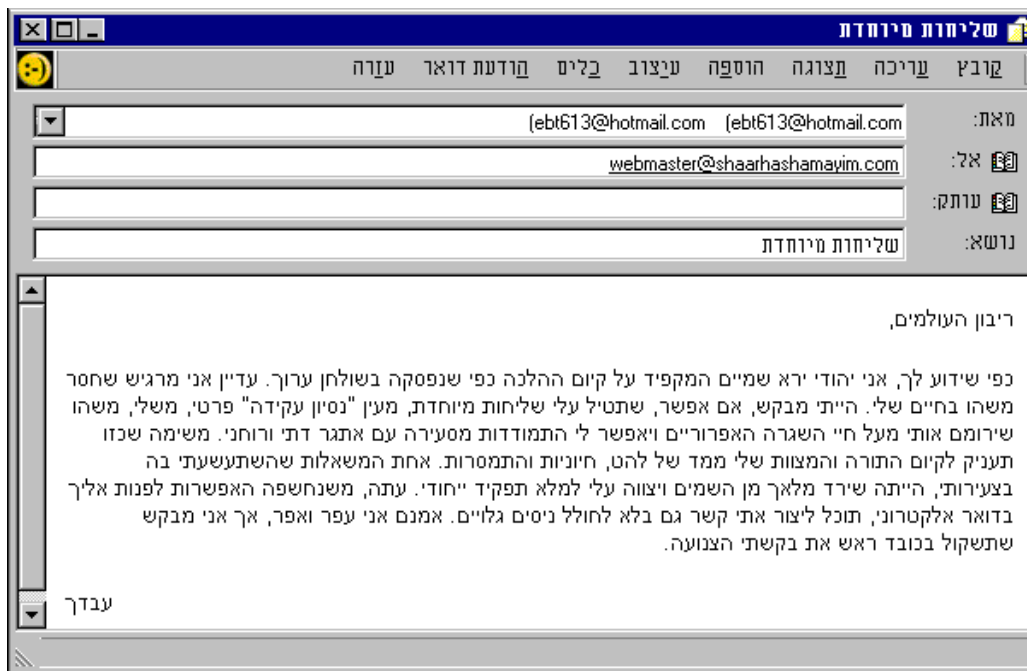 שליחות מיוחדת
קובץ עריכה תצוגה הוספה עיצוב כלים הודעת דואר עזרה
מאת: (ebt613@hotmail.com (ebt613@hotmail.com
אל: webmaster@shaarhashamayim.com
עותק:
נושא: שליחות מיוחדת
ריבון העולמים,
כפי שידוע לך, אני יהודי ירא שמיים המקפיד על קיום ההלכה כפי שנפסקה בשולחן ערוך. עדיין אני מרגיש שחסר
משהו בחיים שלי. הייתי מבקש, אם אפשר, שתטיל עלי שליחות מיוחדת, מעין "נסיון עקידה" פרטי, משלי, משהו
שירומם אותי מעל חיי השגרה האפרוריים ויאפשר לי התמודדות מסעירה עם אתגר דתי ורוחני. משימה שכזו
תעניק לקיום התורה והמצוות שלי ממד של להט, חיוניות והתמסרות. אחת המשאלות שהשתעשעתי בה
בצעירותי, הייתה שירד מלאך מן השמים ויצווה עלי למלא תפקיד ייחודי. עתה, משנחשפה האפשרות לפנות אליך
בדואר אלקטרוני, תוכל ליצור אתי קשר גם בלא לחולל ניסים גלויים. אמנם אני עפר ואפר, אך אני מבקש
שתשקול בכובד ראש את בקשתי הצנועה.
עבדך